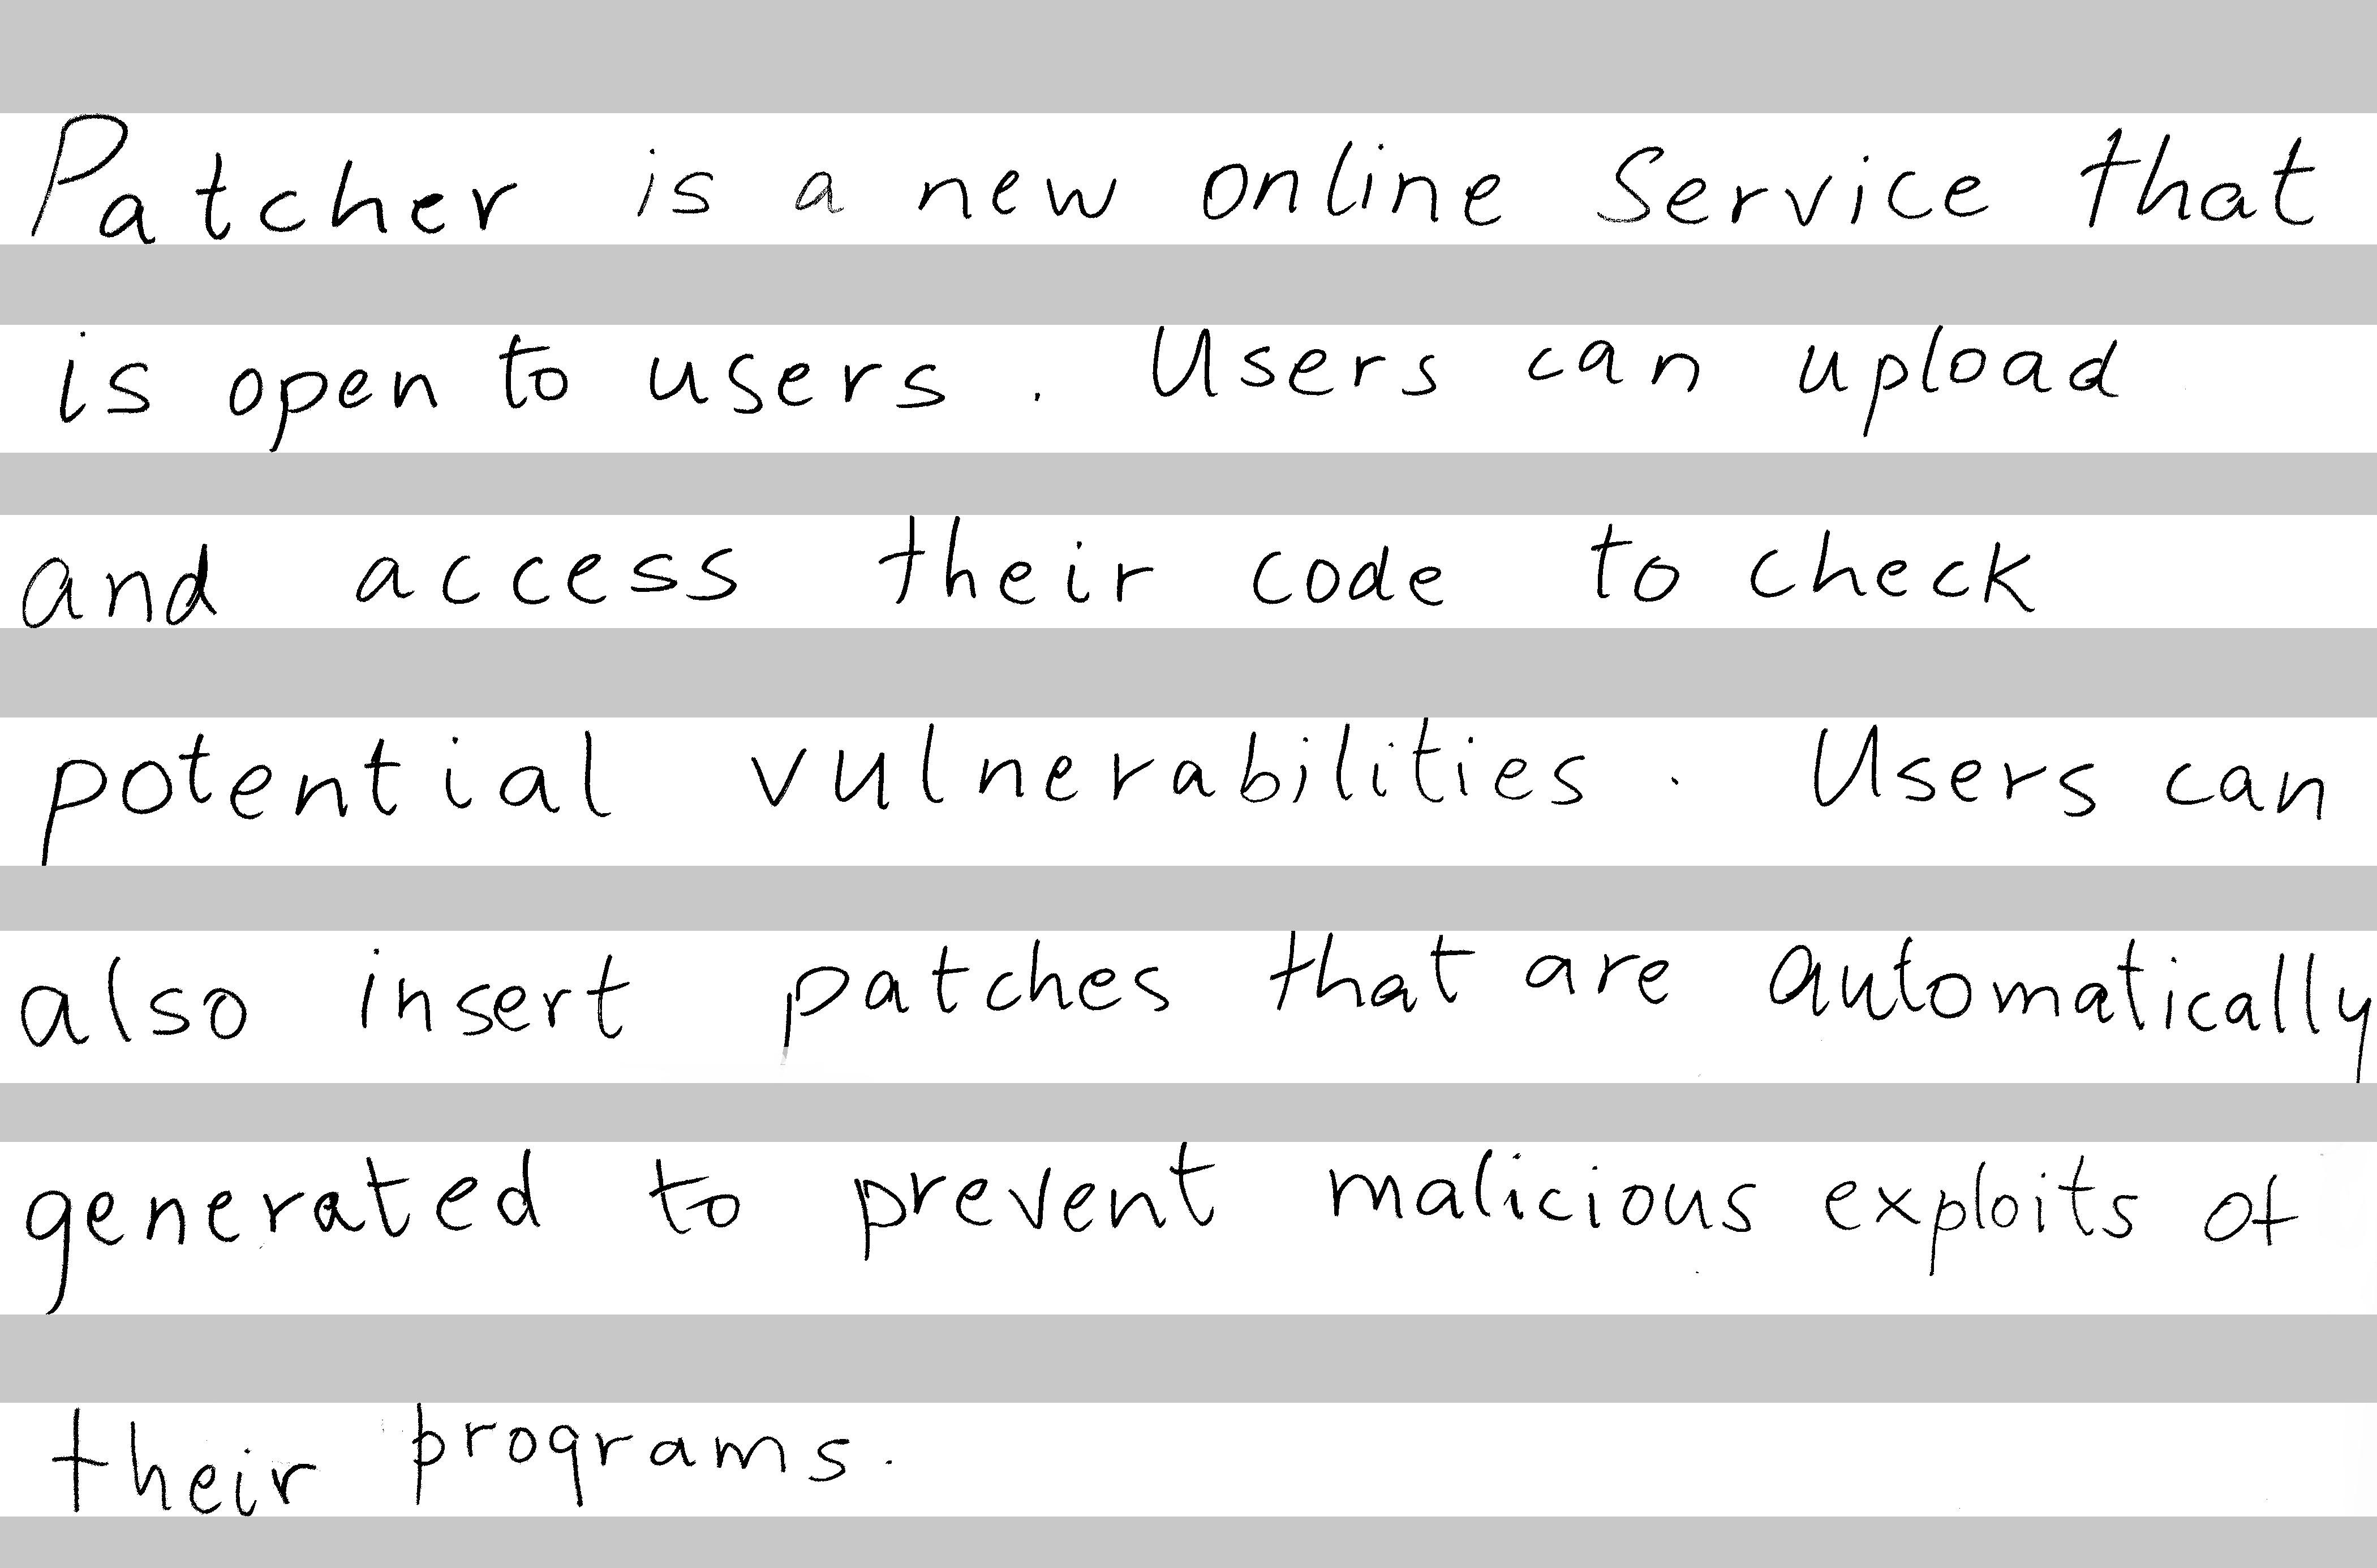 Patcher is a new online Service that
is open to users. Users can upload
and access their code to check
potential vulnerabilities. Users can
also insert patches that are automatically
generated to prevent malicious exploits of
their programs.